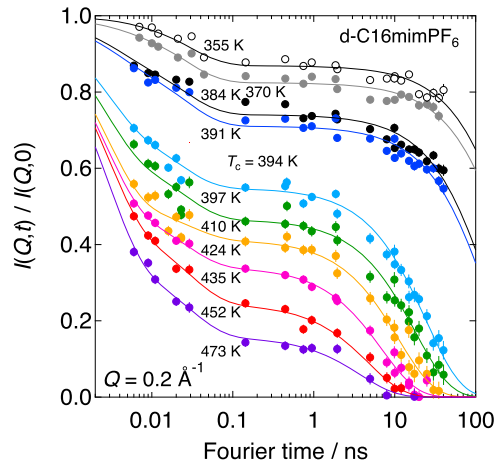 d-C16mimPF6
355 K
370 K
384 K
391 K
Tc = 394 K
397 K
410 K
424 K
435 K
452 K
473 K
Q = 0.2 Å-1
I(Q,t) / I(Q,0)
1.0
0.8
0.6
0.4
0.2
0.0
0.01
0.1
1
10
100
Fourier time / ns